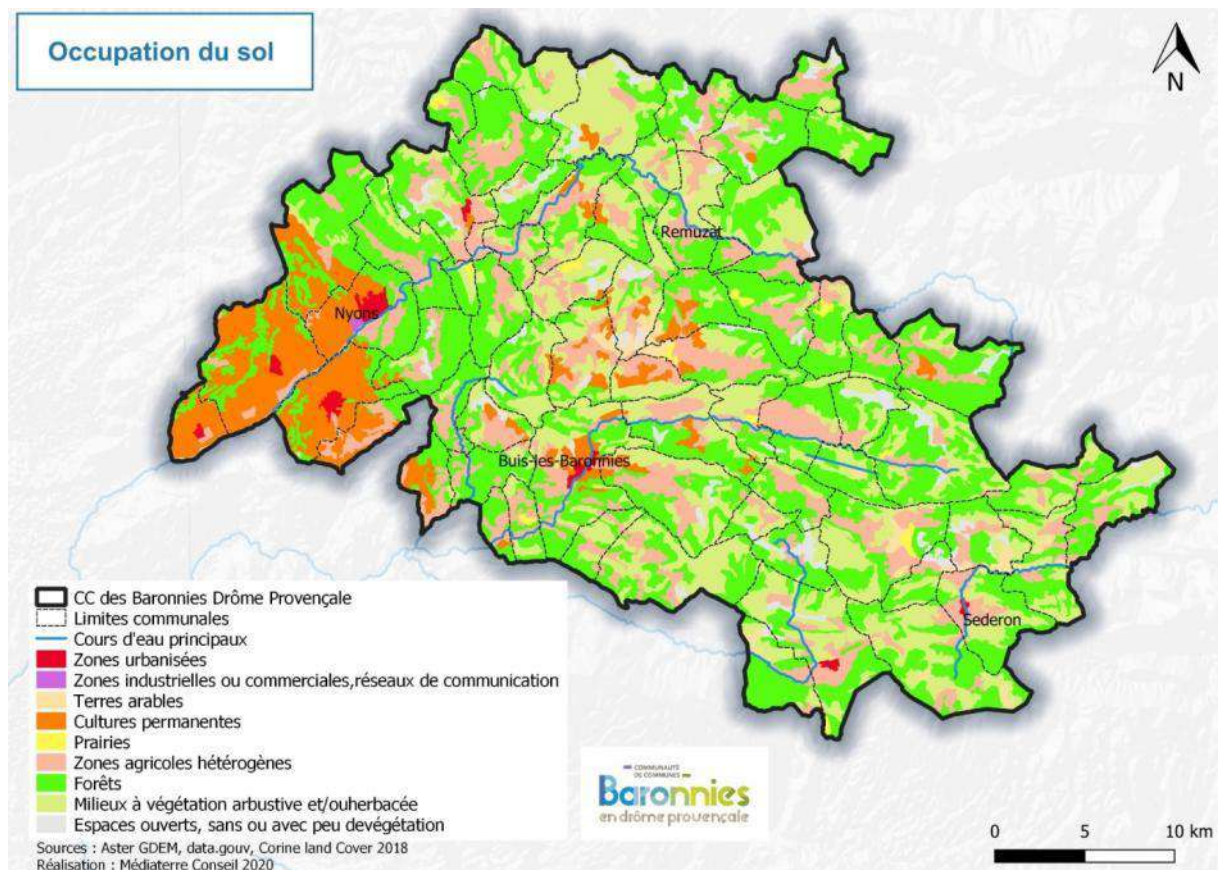 Occupation du sol
N
Remuzat
Nyons
Buis-les-Baronnies
Sederon
CC des Baronnies Drôme Provençale
Limites communales
Cours d'eau principaux
Zones urbanisées
Zones industrielles ou commerciales,réseaux de communication
Terres arables
Cultures permanentes
Prairies
Zones agricoles hétérogènes
Forêts
Milieux à végétation arbustive et/ouherbacée
Espaces ouverts, sans ou avec peu devégétation
Sources : Aster GDEM, data.gouv, Corine land Cover 2018
Réalisation : Médiaterre Conseil 2020
COMMUNAUTÉ
DE COMMUNES
Baronnies
en drôme provençale
0 5 10 km